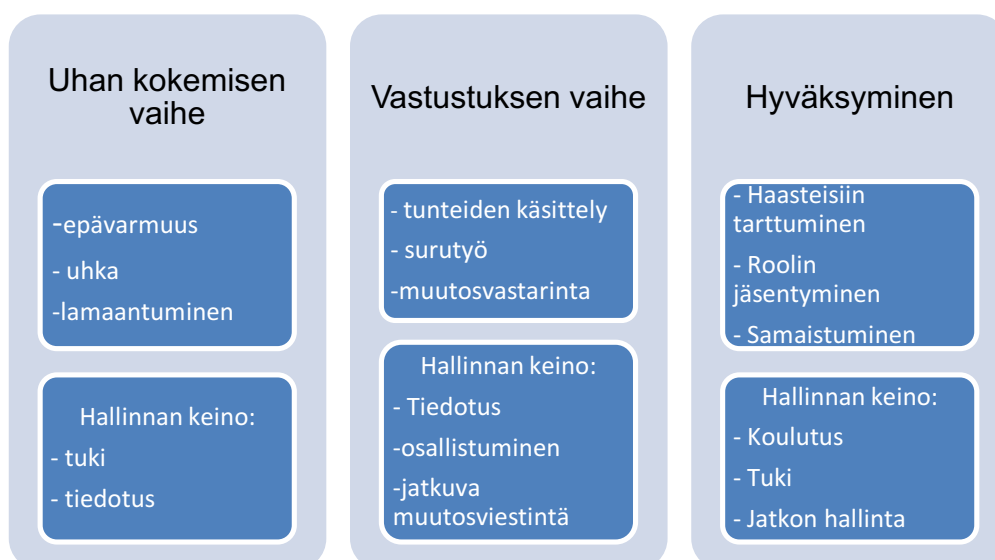 Uhan kokemisen
vaihe
-epävarmuus
- uhka
-lamaantuminen
Hallinnan keino:
- tuki
- tiedotus
Vastustuksen vaihe
- tunteiden käsittely
- surutyö
-muutosvastarinta
Hallinnan keino:
- Tiedotus
-osallistuminen
-jatkuva
muutosviestintä
Hyväksyminen
- Haasteisiin
tarttuminen
- Roolin
jäsentyminen
- Samaistuminen
Hallinnan keino:
- Koulutus
- Tuki
- Jatkon hallinta